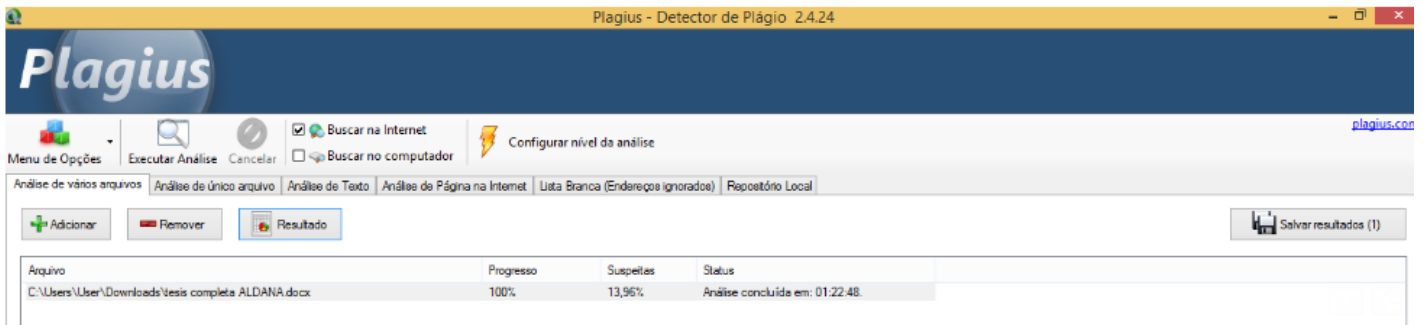 Plagius - Detector de Plágio 2.4.24
Plagius
plagius.com
Menu de Opções
Executar Análise
Cancelar
Buscar na Internet
Buscar no computador
Configurar nível da análise
Análise de vários arquivos Análise de único arquivo Análise de Texto Análise de Página na Internet Lista Branca (Endereços ignorados) Repositório Local
Adicionar Remover Resultado Salvar resultados (1)
Arquivo Progresso Suspeitas Status
C:\Users\User\Downloads\tesis completa ALDANA.docx 100% 13,96% Análise concluída em: 01:22:48.